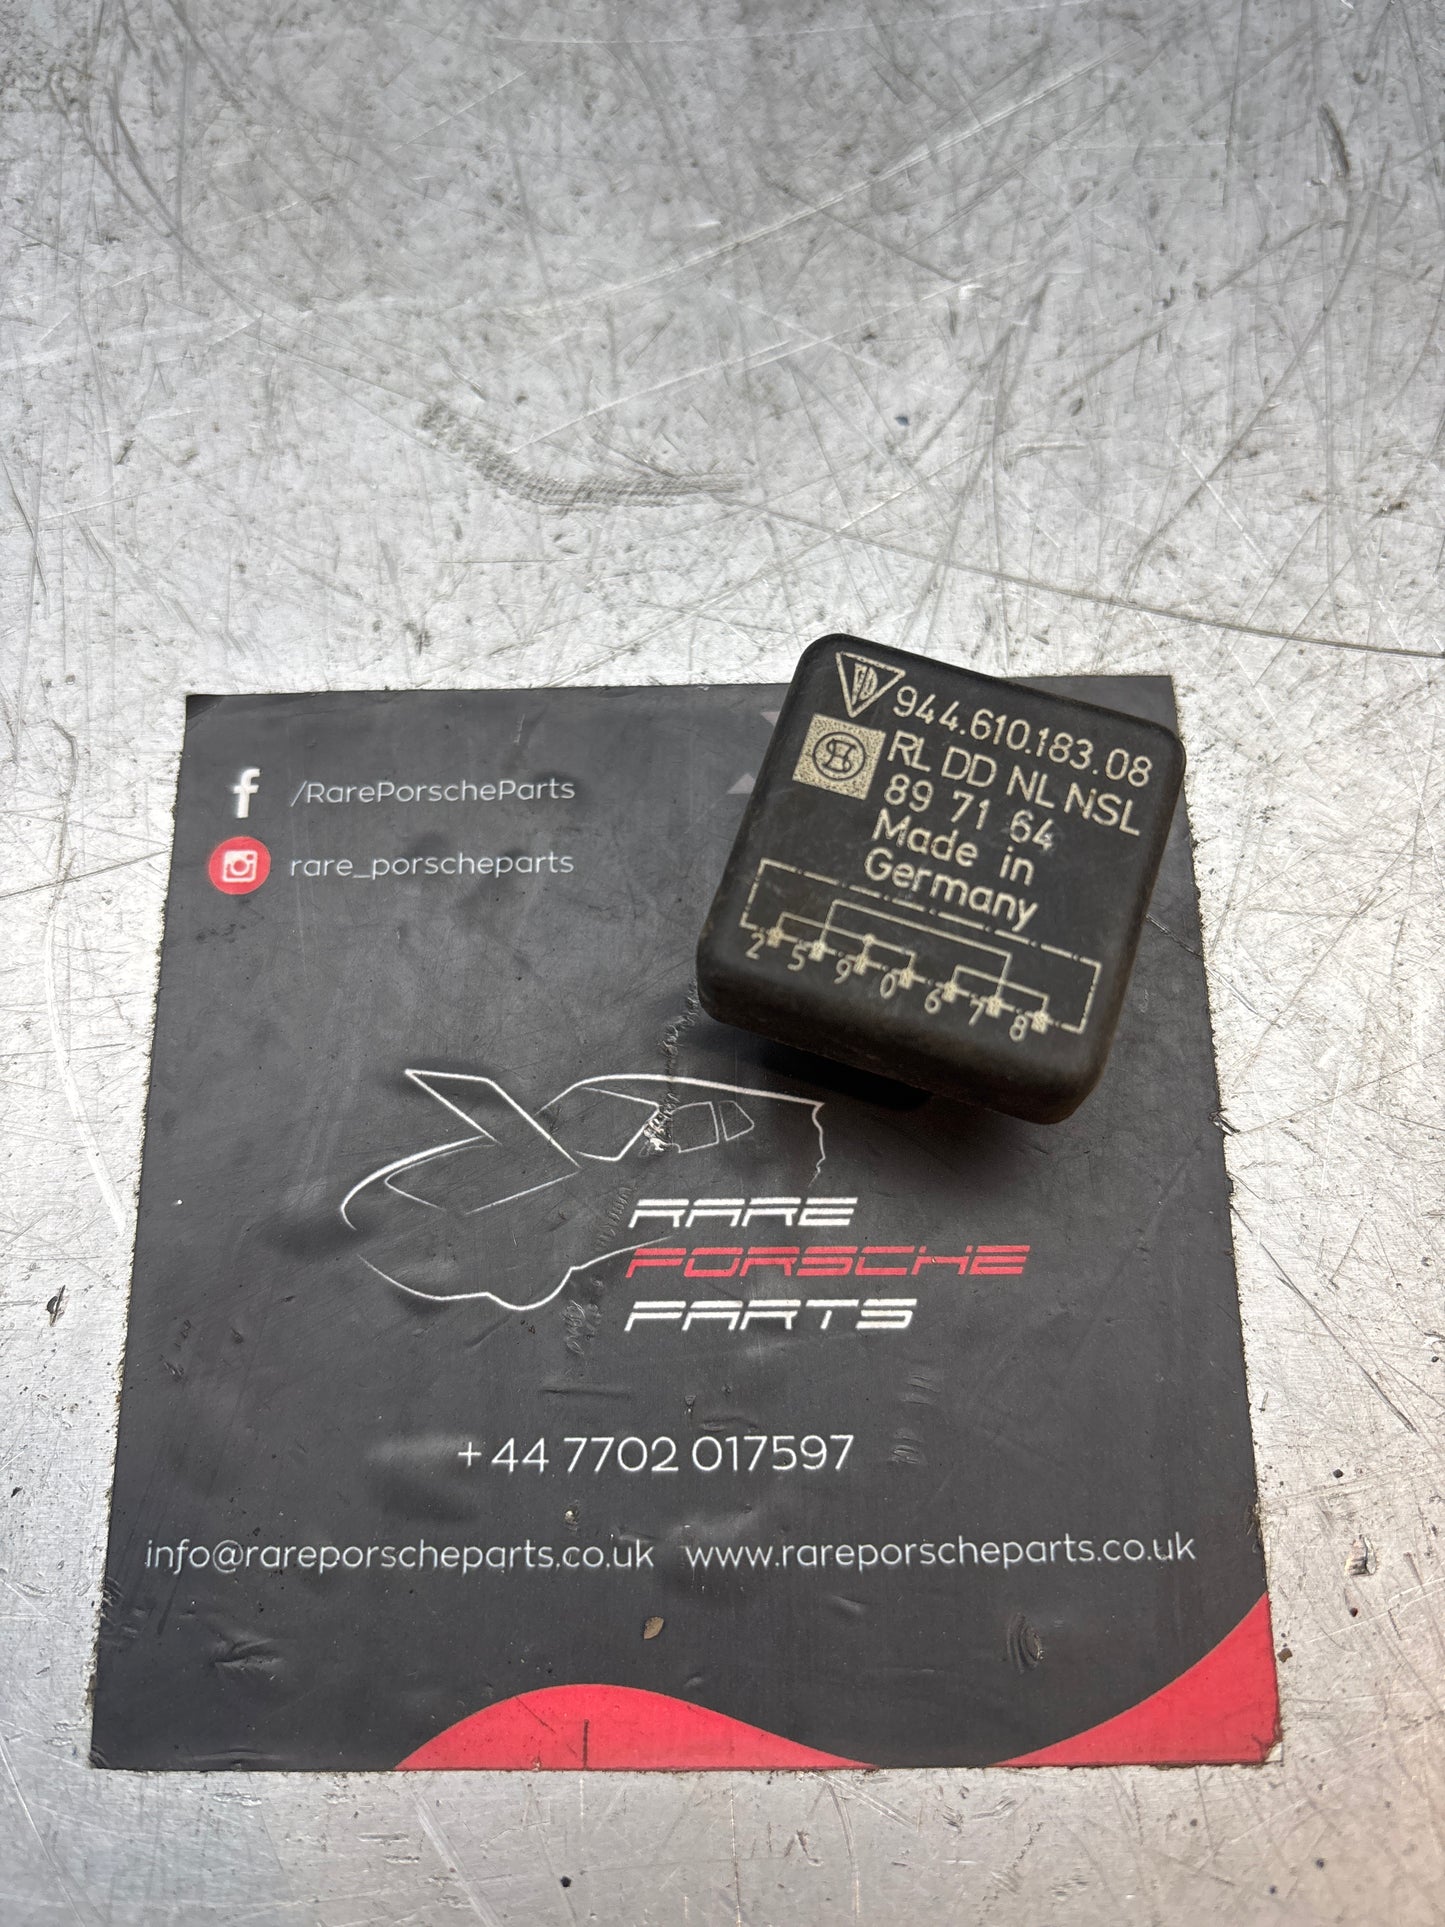 944.610.183.08
RL DD NL NSL
89 71 64
Made in
Germany
2 5 9 0 6 7 8
/RarePorscheParts
rare_porscheparts
RARE
PORSCHE
PARTS
+44 7702 017597
info@rareporscheparts.co.uk www.rareporscheparts.co.uk